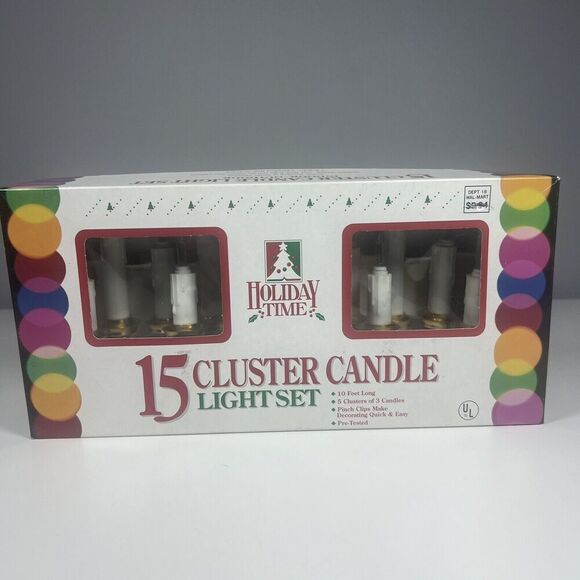 DEPT 18
WAL-MART
HOLIDAY
TIME
15 CLUSTER CANDLE
LIGHT SET
10 Feet Long
5 Clusters of 3 Candles
Pinch Clips Make
Decorating Quick & Easy
Pre-Tested
UL